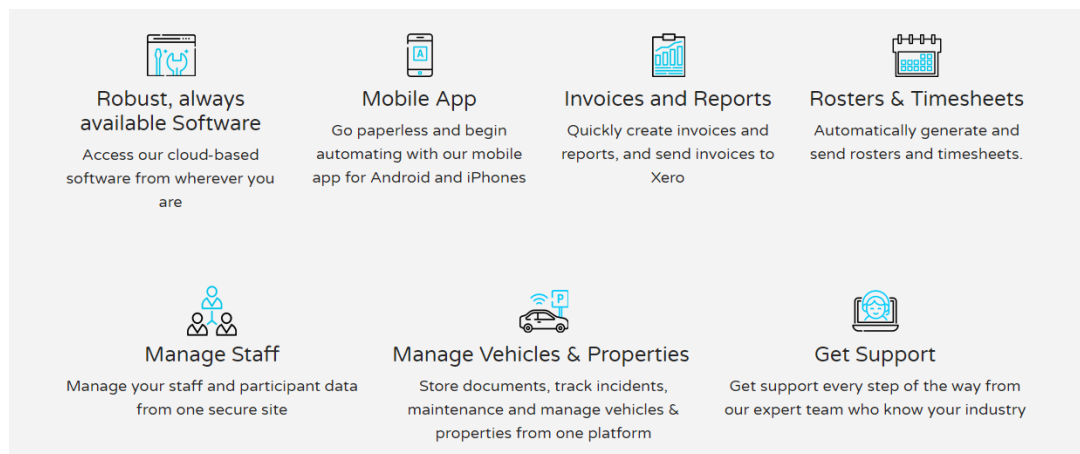 Robust, always
available Software
Access our cloud-based
software from wherever you
are
A
Mobile App
Go paperless and begin
automating with our mobile
app for Android and iPhones
Invoices and Reports
Quickly create invoices and
reports, and send invoices to
Xero
Rosters & Timesheets
Automatically generate and
send rosters and timesheets.
Manage Staff
Manage your staff and participant data
from one secure site
P
Manage Vehicles & Properties
Store documents, track incidents,
maintenance and manage vehicles &
properties from one platform
Get Support
Get support every step of the way from
our expert team who know your industry